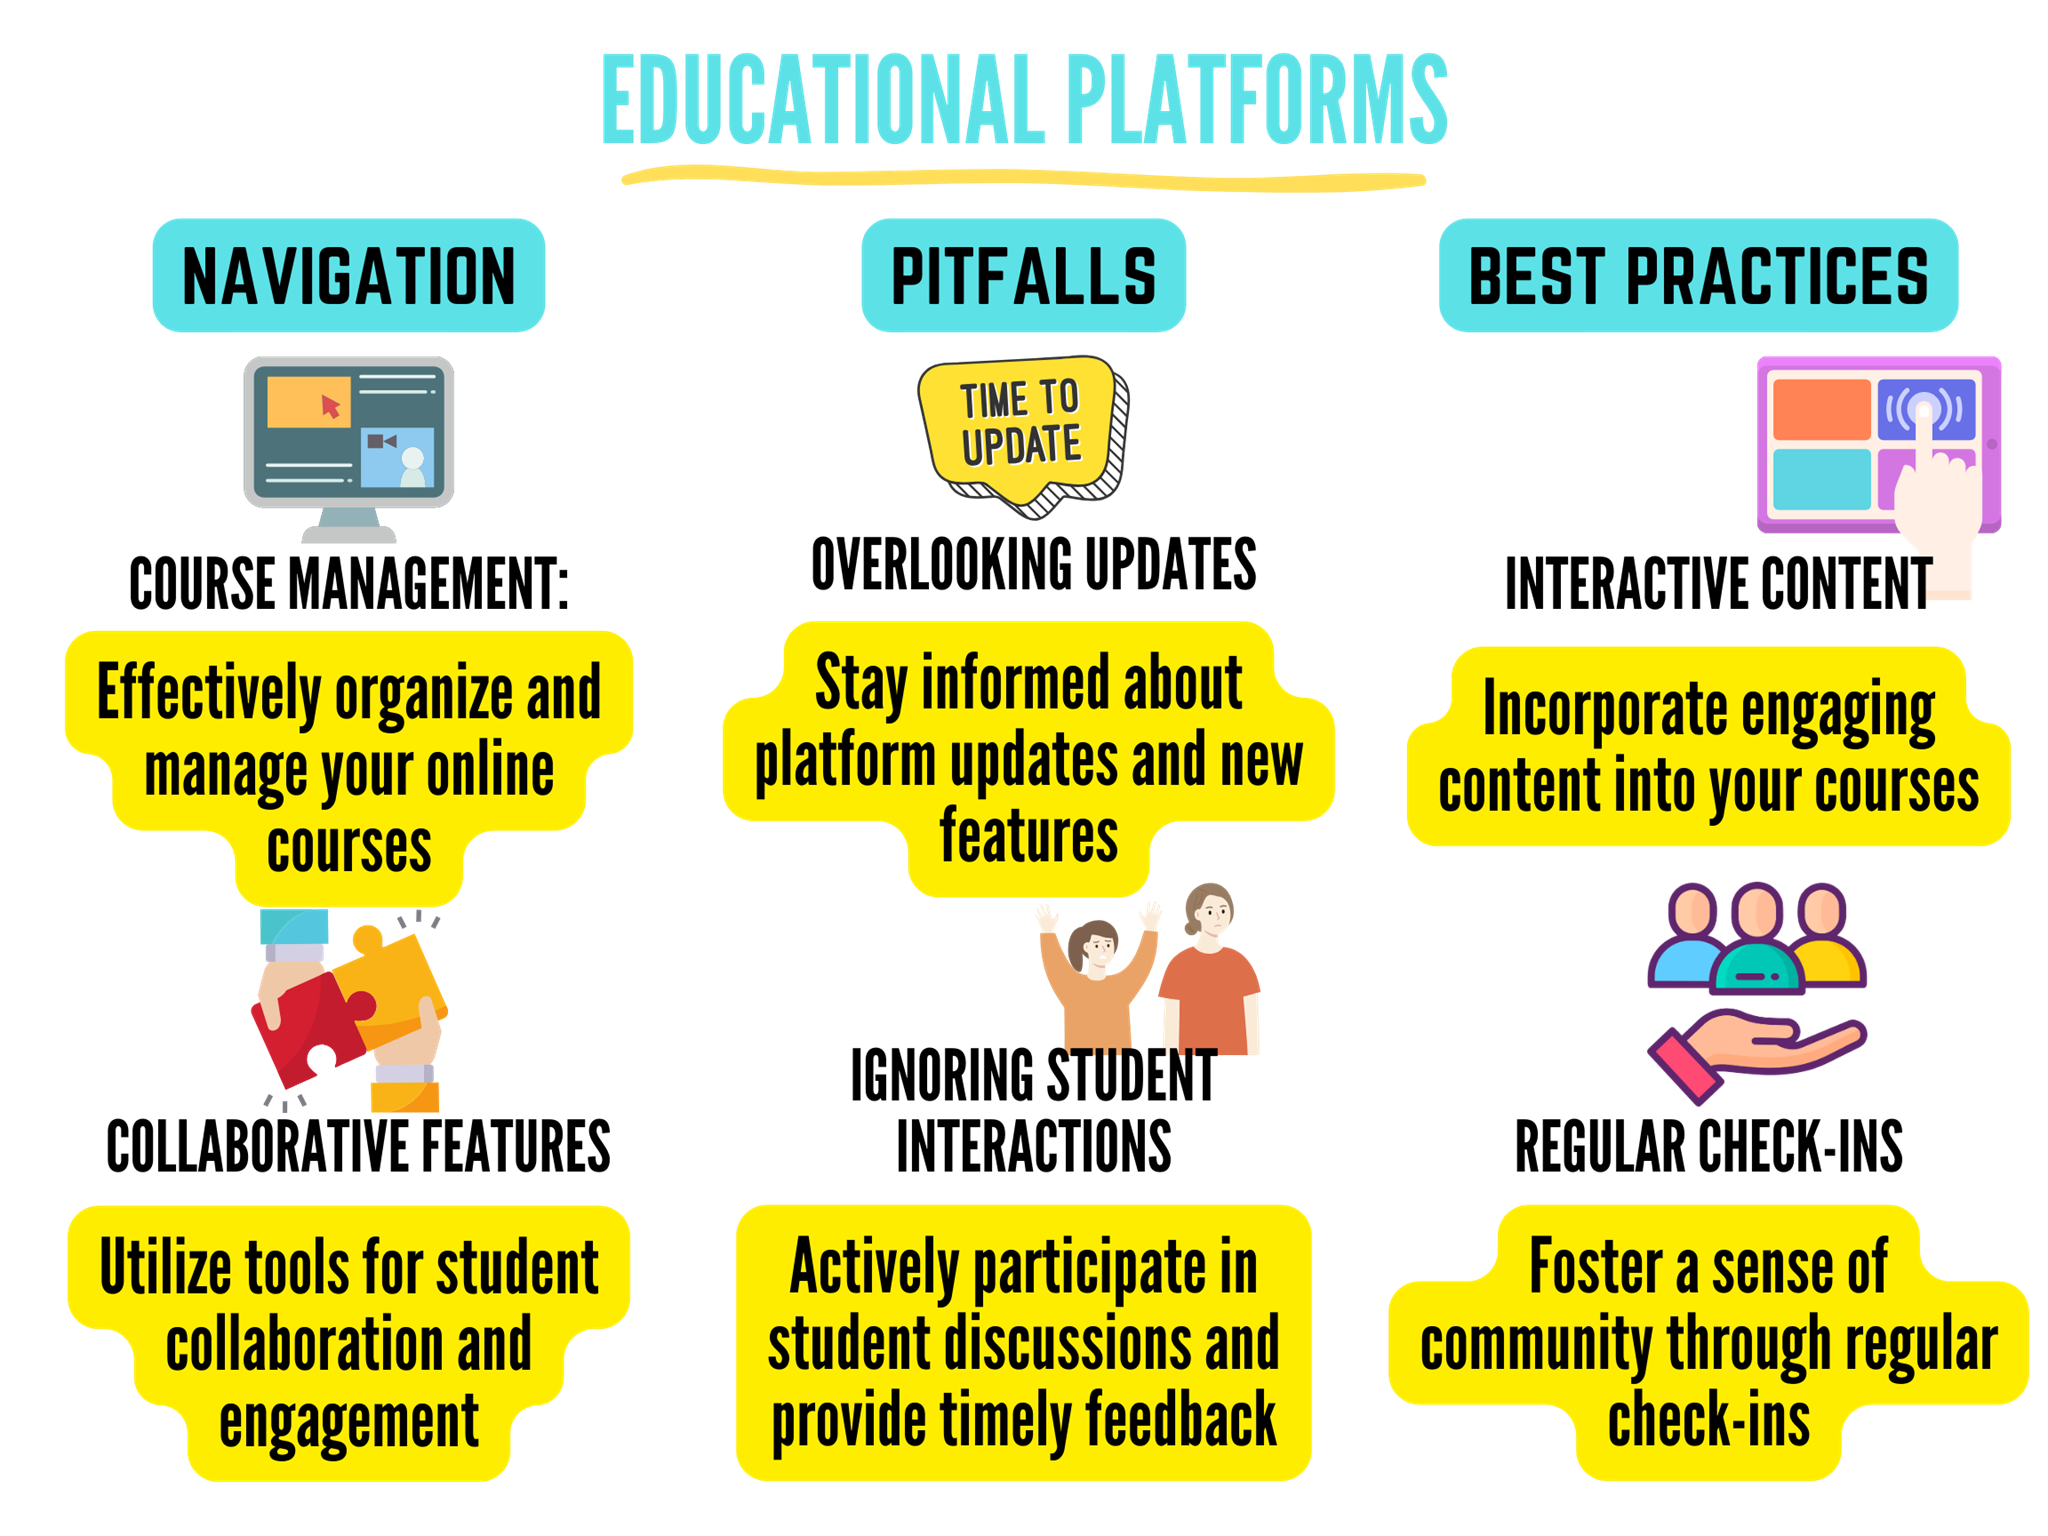 EDUCATIONAL PLATFORMS
NAVIGATION
COURSE MANAGEMENT:
Effectively organize and
manage your online
courses
COLLABORATIVE FEATURES
Utilize tools for student
collaboration and
engagement
PITFALLS
TIME TO
UPDATE
OVERLOOKING UPDATES
Stay informed about
platform updates and new
features
IGNORING STUDENT
INTERACTIONS
Actively participate in
student discussions and
provide timely feedback
BEST PRACTICES
INTERACTIVE CONTENT
Incorporate engaging
content into your courses
REGULAR CHECK-INS
Foster a sense of
community through regular
check-ins